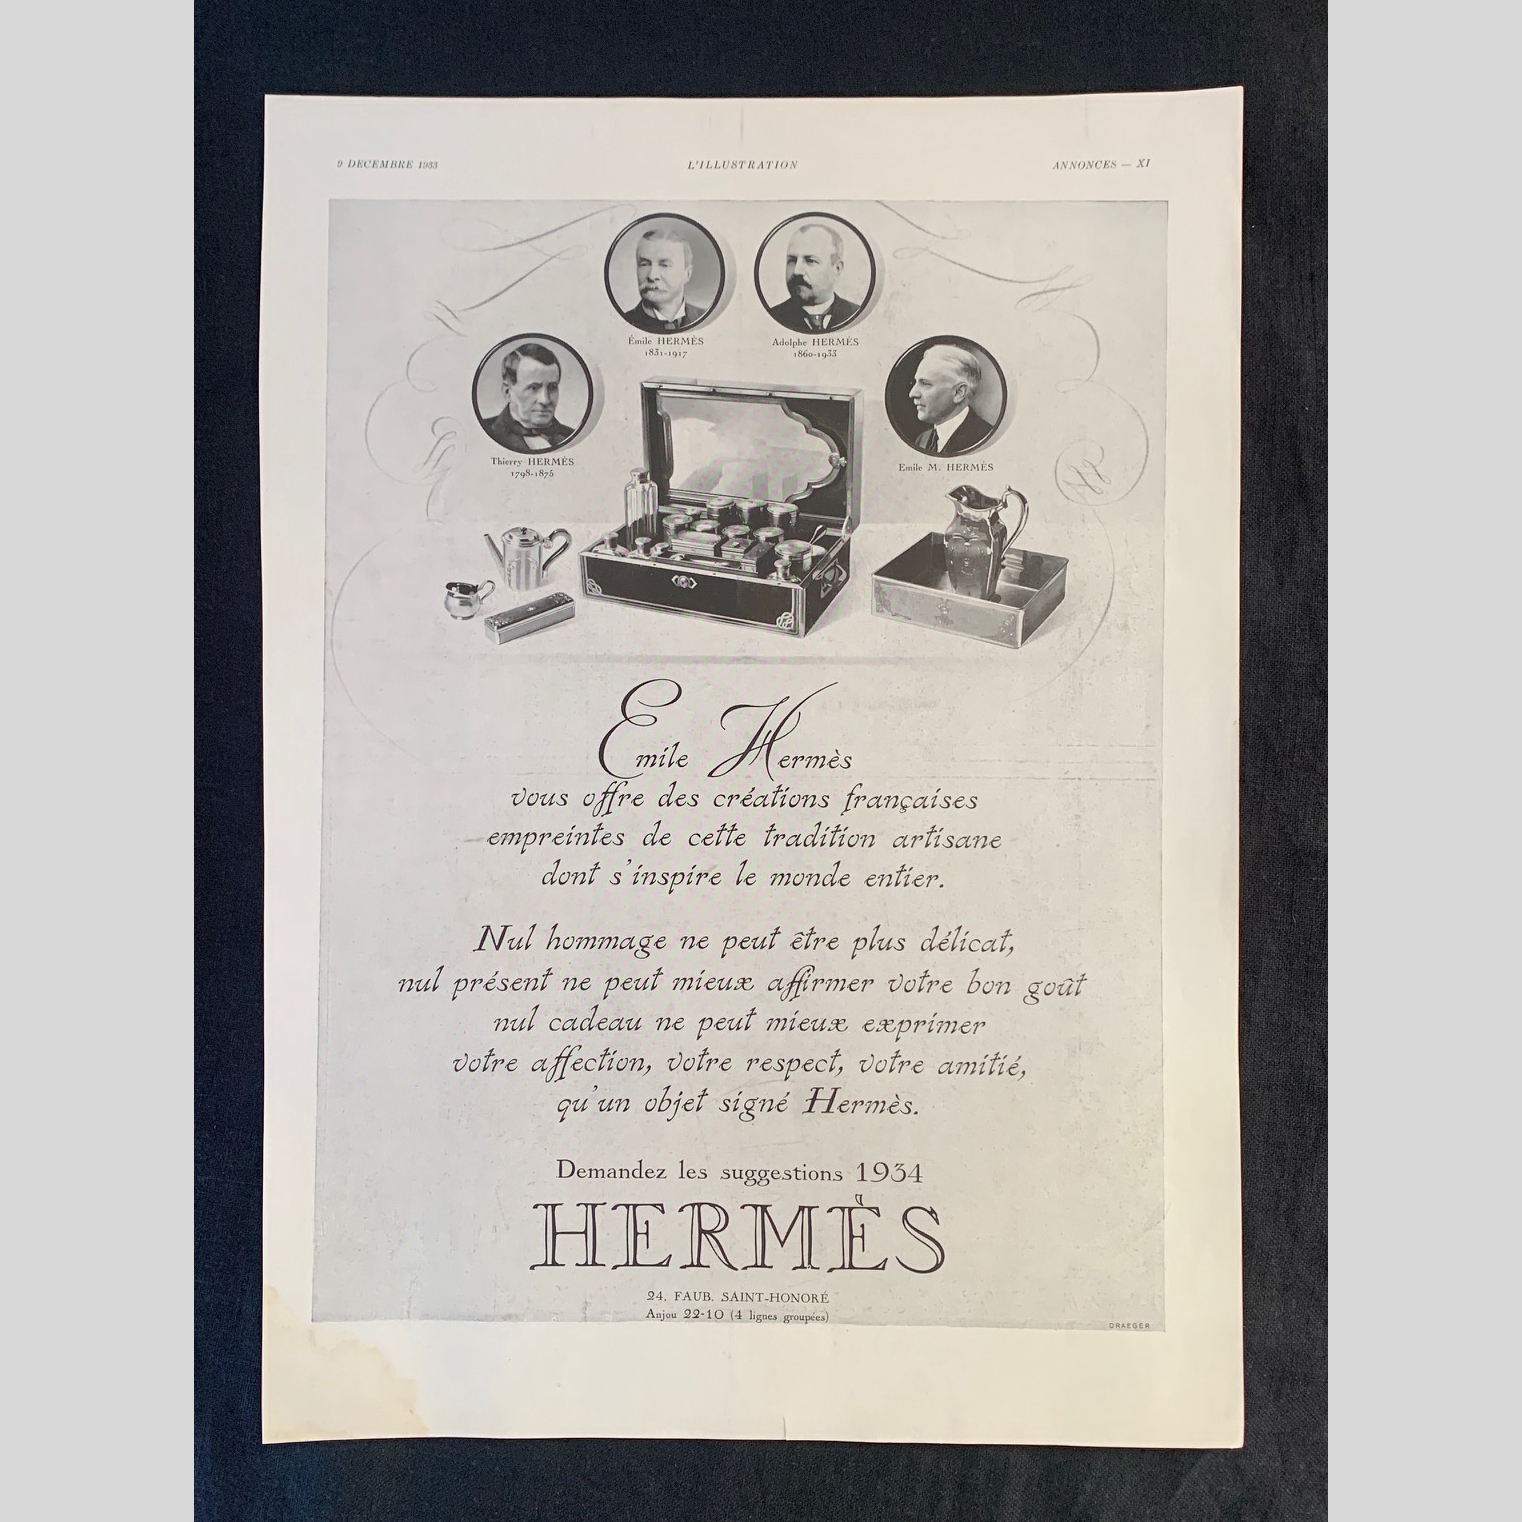 9 DECEMBRE 1933 L'ILLUSTRATION ANNONCES — XI
Émile HERMÈS
1831-1917
Adolphe HERMÈS
1860-1933
Thierry HERMÈS
1798-1875
Emile M. HERMÈS
Emile Hermès
vous offre des créations françaises
empreintes de cette tradition artisane
dont s'inspire le monde entier.
Nul hommage ne peut être plus délicat,
nul présent ne peut mieux affirmer votre bon goût
nul cadeau ne peut mieux exprimer
votre affection, votre respect, votre amitié,
qu'un objet signé Hermès.
Demandez les suggestions 1934
HERMÈS
24, FAUB. SAINT-HONORÉ
Anjou 22-10 (4 lignes groupées)
DRAEGER